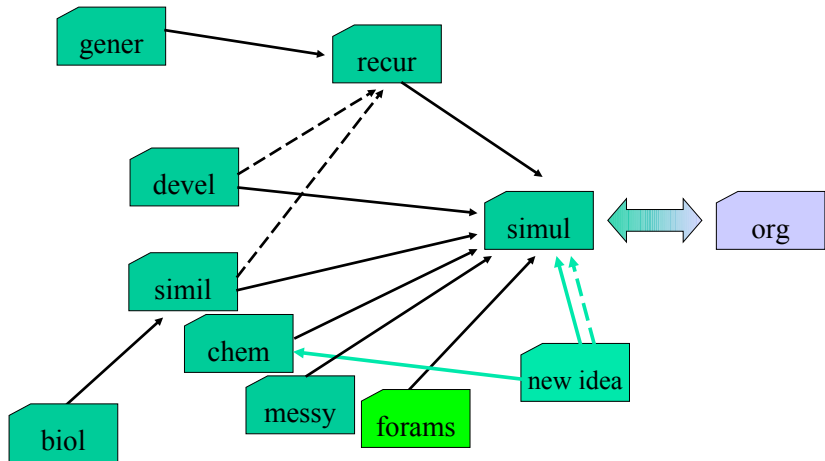 gener
recur
devel
simul
org
simil
chem
new idea
messy
forams
biol